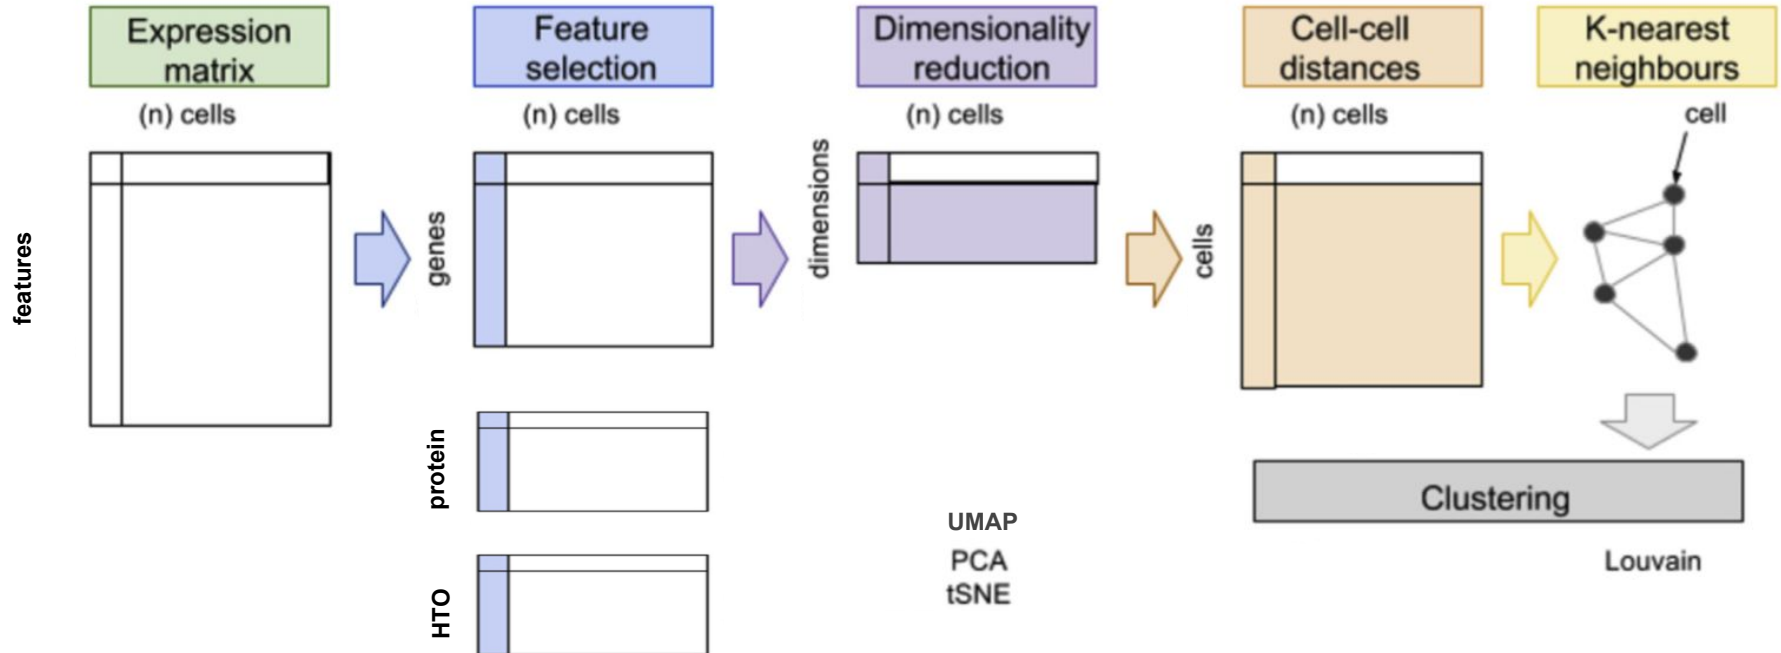 Expression
matrix
Feature
selection
Dimensionality
reduction
Cell-cell
distances
K-nearest
neighbours
(n) cells
(n) cells
(n) cells
(n) cells
cell
features
genes
dimensions
cells
protein
HTO
UMAP
PCA
tSNE
Clustering
Louvain